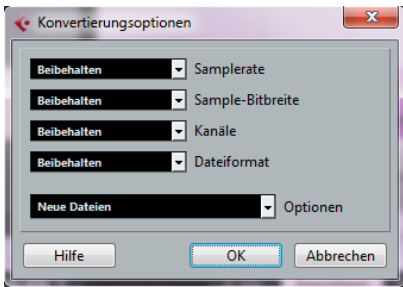 Konvertierungsoptionen
Beibehalten Samplerate
Beibehalten Sample-Bitbreite
Beibehalten Kanäle
Beibehalten Dateiformat
Neue Dateien Optionen
Hilfe OK Abbrechen